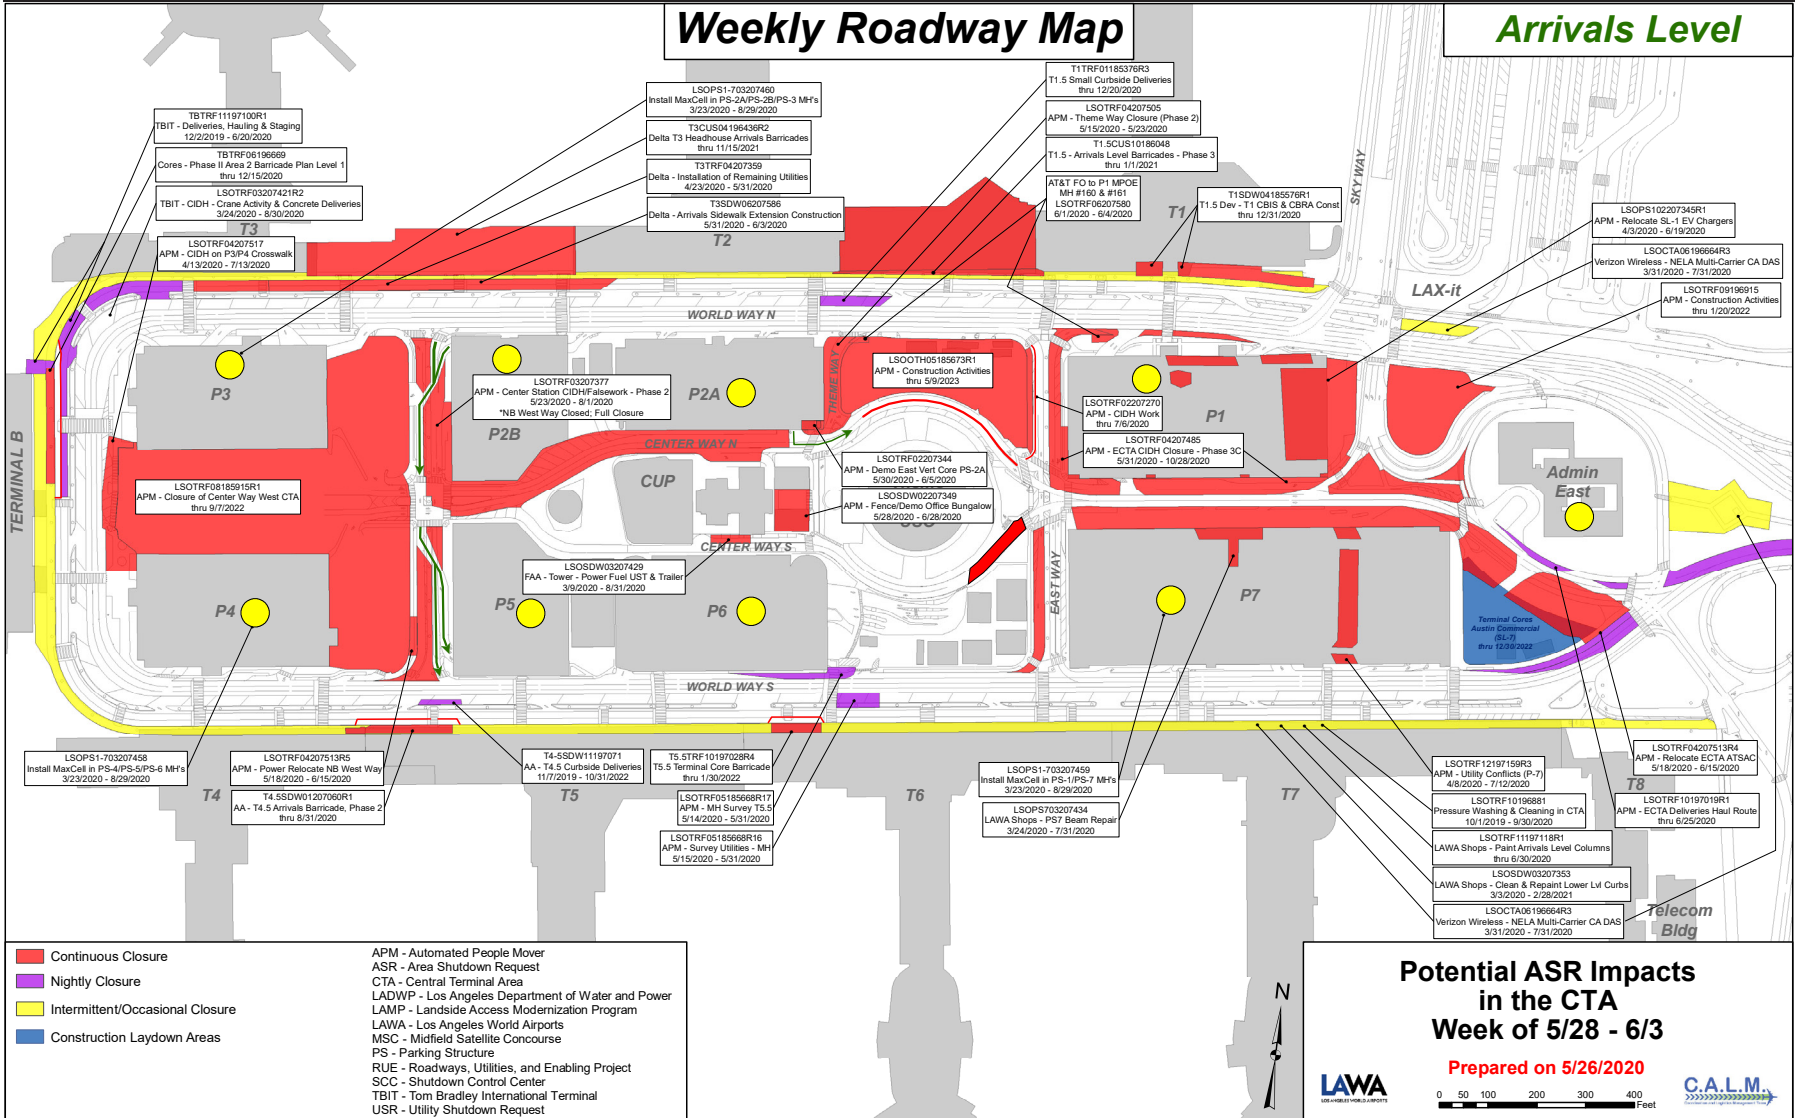 Weekly Roadway Map
Arrivals Level
TBTRF11197100R1
TBIT - Deliveries, Hauling & Staging
12/2/2019 - 6/20/2020
TBTRF06196669
Cores - Phase II Area 2 Barricade Plan Level 1
thru 12/15/2020
LSOTRF03207421R2
TBIT - CIDH - Crane Activity & Concrete Deliveries
3/24/2020 - 8/30/2020
T3
LSOTRF04207517
APM - CIDH on P3/P4 Crosswalk
4/13/2020 - 7/13/2020
LSOPS1-703207460
Install MaxCell in PS-2A/PS-2B/PS-3 MH's
3/23/2020 - 8/29/2020
T3CUS04196436R2
Delta T3 Headhouse Arrivals Barricades
thru 11/15/2021
T3TRF04207359
Delta - Installation of Remaining Utilities
4/23/2020 - 5/31/2020
T3SDW06207586
Delta - Arrivals Sidewalk Extension Construction
5/31/2020 - 6/3/2020
T2
T1TRF01185376R3
T1.5 Small Curbside Deliveries
thru 12/20/2020
LSOTRF04207505
APM - Theme Way Closure (Phase 2)
5/15/2020 - 5/23/2020
T1.5CUS10186048
T1.5 - Arrivals Level Barricades - Phase 3
thru 1/1/2021
AT&T FO to P1 MPOE
MH #160 & #161
LSOTRF06207580
6/1/2020 - 6/4/2020
T1
T1SDW04185576R1
T1.5 Dev - T1 CBIS & CBRA Const
thru 12/31/2020
SKY WAY
LSOPS102207345R1
APM - Relocate SL-1 EV Chargers
4/3/2020 - 6/19/2020
LSOCTA06196664R3
Verizon Wireless - NELA Multi-Carrier CA DAS
3/31/2020 - 7/31/2020
LSOTRF09196915
APM - Construction Activities
thru 1/20/2022
LAX-it
WORLD WAY N
P3
LSOTRF03207377
APM - Center Station CIDH/Falsework - Phase 2
5/23/2020 - 8/1/2020
*NB West Way Closed; Full Closure
P2B
P2A
THEME WAY
LSOOTH05185673R1
APM - Construction Activities
thru 5/9/2023
LSOTRF02207270
APM - CIDH Work
thru 7/6/2020
P1
LSOTRF04207485
APM - ECTA CIDH Closure - Phase 3C
5/31/2020 - 10/28/2020
CENTER WAY N
TERMINAL B
LSOTRF08185915R1
APM - Closure of Center Way West CTA
thru 9/7/2022
CUP
LSOTRF02207344
APM - Demo East Vert Core PS-2A
5/30/2020 - 6/5/2020
LSOSDW02207349
APM - Fence/Demo Office Bungalow
5/28/2020 - 6/28/2020
Admin
East
CENTER WAY S
LSOSDW03207429
FAA - Tower - Power Fuel UST & Trailer
3/9/2020 - 8/31/2020
EAST WAY
P4
P5
P6
P7
Terminal Cores
Austin Commercial
(SL-7)
thru 12/30/2022
WORLD WAY S
LSOPS1-703207458
Install MaxCell in PS-4/PS-5/PS-6 MH's
3/23/2020 - 8/29/2020
LSOTRF04207513R5
APM - Power Relocate NB West Way
5/18/2020 - 6/15/2020
T4.5SDW01207060R1
AA - T4.5 Arrivals Barricade, Phase 2
thru 8/31/2020
T4
T4-5SDW11197071
AA - T4.5 Curbside Deliveries
11/7/2019 - 10/31/2022
T5
T5.5TRF10197028R4
T5.5 Terminal Core Barricade
thru 1/30/2022
LSOTRF05185668R17
APM - MH Survey T5.5
5/14/2020 - 5/31/2020
LSOTRF05185668R16
APM - Survey Utilities - MH
5/15/2020 - 5/31/2020
T6
LSOPS1-703207459
Install MaxCell in PS-1/PS-7 MH's
3/23/2020 - 8/29/2020
LSOPS703207434
LAWA Shops - PS7 Beam Repair
3/24/2020 - 7/31/2020
T7
LSOTRF12197159R3
APM - Utility Conflicts (P-7)
4/8/2020 - 7/12/2020
LSOTRF10196881
Pressure Washing & Cleaning in CTA
10/1/2019 - 9/30/2020
LSOTRF11197118R1
LAWA Shops - Paint Arrivals Level Columns
thru 6/30/2020
LSOSDW03207353
LAWA Shops - Clean & Repaint Lower Lvl Curbs
3/3/2020 - 2/28/2021
LSOCTA06196664R3
Verizon Wireless - NELA Multi-Carrier CA DAS
3/31/2020 - 7/31/2020
LSOTRF04207513R4
APM - Relocate ECTA ATSAC
5/18/2020 - 6/15/2020
T8
LSOTRF10197019R1
APM - ECTA Deliveries Haul Route
thru 6/25/2020
Telecom
Bldg
Continuous Closure
Nightly Closure
Intermittent/Occasional Closure
Construction Laydown Areas
APM - Automated People Mover
ASR - Area Shutdown Request
CTA - Central Terminal Area
LADWP - Los Angeles Department of Water and Power
LAMP - Landside Access Modernization Program
LAWA - Los Angeles World Airports
MSC - Midfield Satellite Concourse
PS - Parking Structure
RUE - Roadways, Utilities, and Enabling Project
SCC - Shutdown Control Center
TBIT - Tom Bradley International Terminal
USR - Utility Shutdown Request
N
Potential ASR Impacts
in the CTA
Week of 5/28 - 6/3
Prepared on 5/26/2020
LAWA
LOS ANGELES WORLD AIRPORTS
0 50 100 200 300 400
Feet
C.A.L.M.